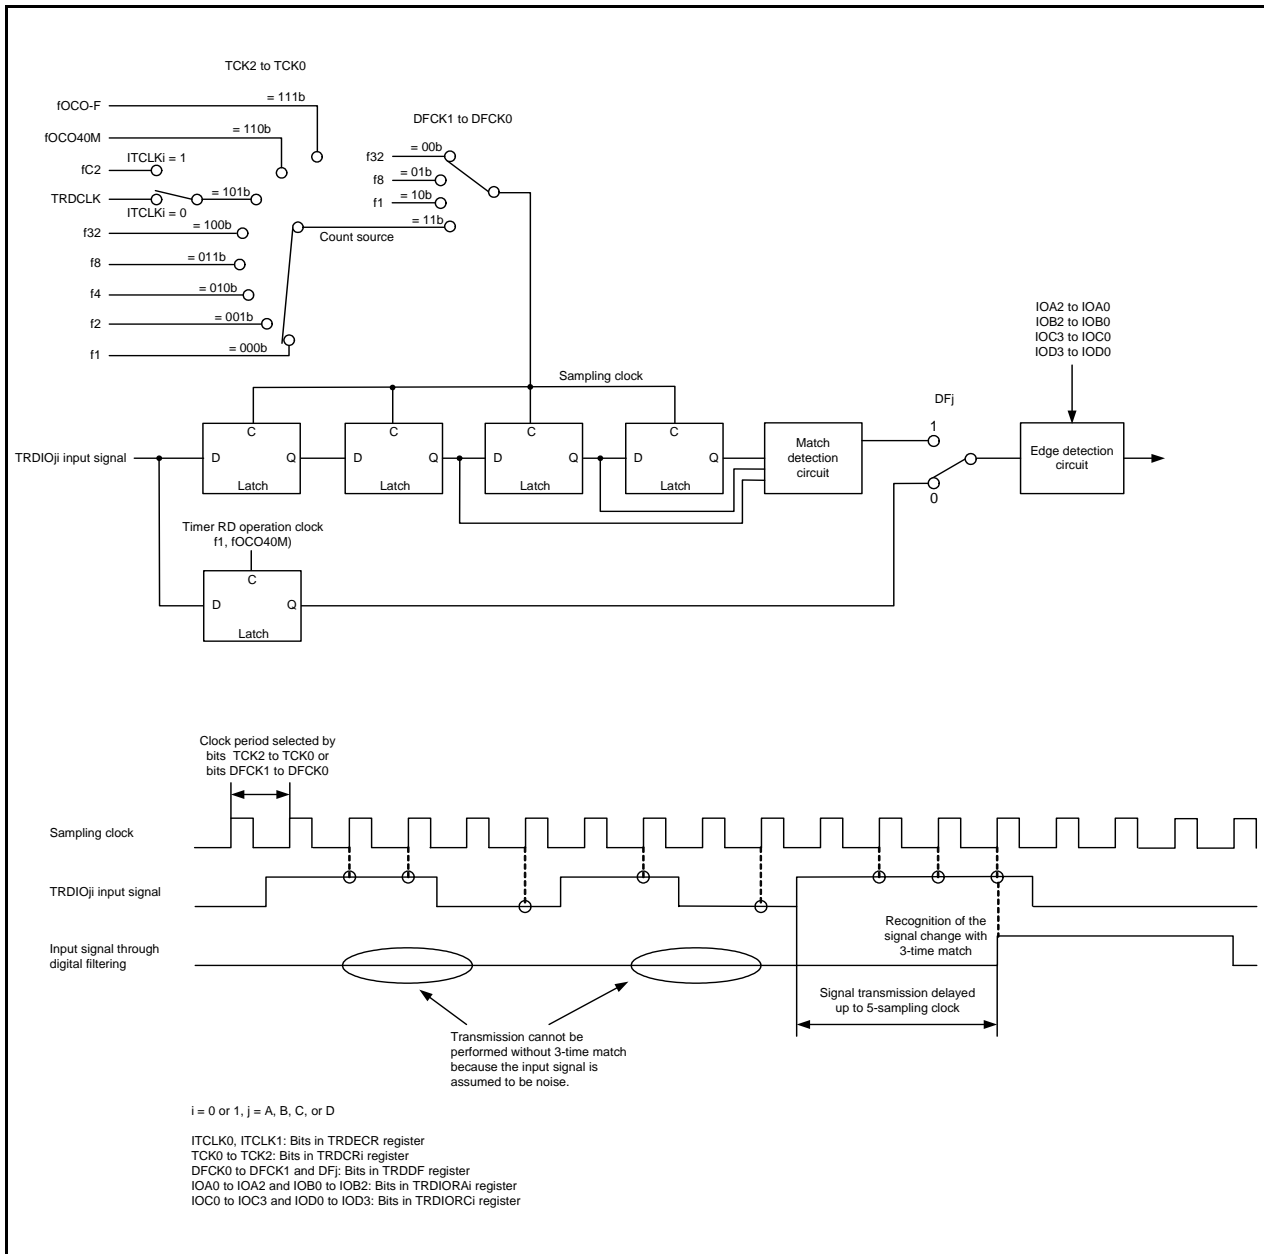 TCK2 to TCK0
fOCO-F
= 111b
fOCO40M
= 110b
fC2
ITCLKi = 1
TRDCLK
= 101b
ITCLKi = 0
f32
= 100b
f8
= 011b
f4
= 010b
f2
= 001b
f1
= 000b
DFCK1 to DFCK0
f32
= 00b
f8
= 01b
f1
= 10b
= 11b
Count source
Sampling clock
IOA2 to IOA0
IOB2 to IOB0
IOC3 to IOC0
IOD3 to IOD0
DFj
1
0
TRDIOji input signal
C
D
Q
Latch
C
D
Q
Latch
C
D
Q
Latch
C
D
Q
Latch
Match
detection
circuit
Edge detection
circuit
Timer RD operation clock
f1, fOCO40M)
C
D
Q
Latch
Clock period selected by
bits TCK2 to TCK0 or
bits DFCK1 to DFCK0
Sampling clock
TRDIOji input signal
Input signal through
digital filtering
Recognition of the
signal change with
3-time match
Signal transmission delayed
up to 5-sampling clock
Transmission cannot be
performed without 3-time match
because the input signal is
assumed to be noise.
i = 0 or 1, j = A, B, C, or D
ITCLK0, ITCLK1: Bits in TRDECR register
TCK0 to TCK2: Bits in TRDCRi register
DFCK0 to DFCK1 and DFj: Bits in TRDDF register
IOA0 to IOA2 and IOB0 to IOB2: Bits in TRDIORAi register
IOC0 to IOC3 and IOD0 to IOD3: Bits in TRDIORCi register